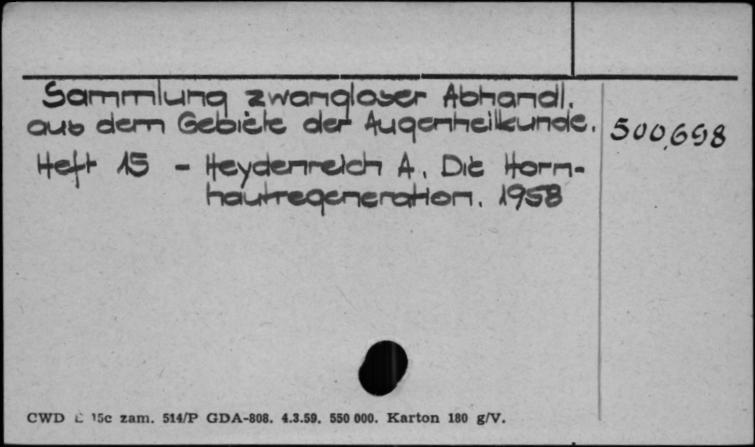 Sammlung zwangloser Abhandl.
aus dem Gebiete der Augenheilkunde.
500,698
Heft 15 - Heydenreich A. Die Horn-
hautregeneration. 1958
CWD 15c zam. 514/P GDA-808. 4.3.59. 550 000. Karton 180 g/V.